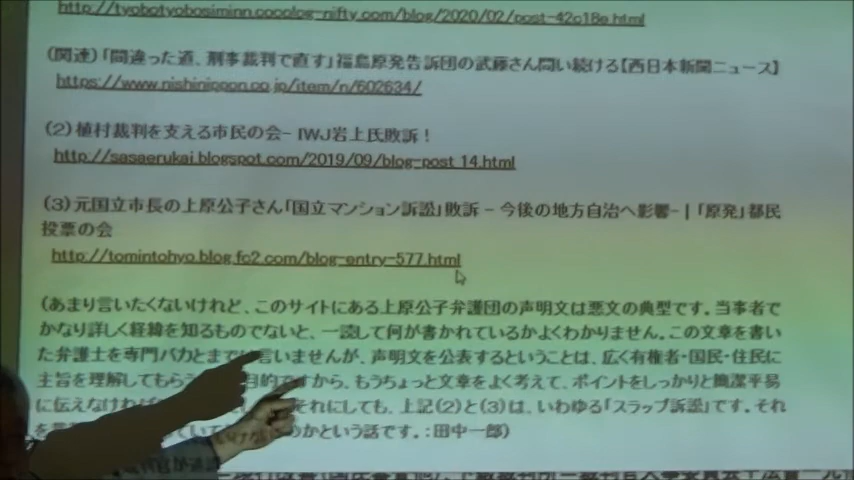 http://tyobotyobosiminn.cocolog-nifty.com/blog/2020/02/post-42c18e.html
(関連)「間違った道、刑事裁判で直す」福島原発告訴団の武藤さん問い続ける【西日本新聞ニュース】
https://www.nishinippon.co.jp/item/n/602634/
(2)植村裁判を支える市民の会- IWJ岩上氏敗訴!
http://sasaerukai.blogspot.com/2019/09/blog-post_14.html
(3)元国立市長の上原公子さん「国立マンション訴訟」敗訴 - 今後の地方自治へ影響- |「原発」都民
投票の会
http://tomintohyo.blog.fc2.com/blog-entry-577.html
(あまり言いたくないけれど、このサイトにある上原公子弁護団の声明文は悪文の典型です。当事者で
かなり詳しく経緯を知るものでないと、一読して何が書かれているかよくわかりません。この文章を書い
た弁護士を専門バカとまでは言いませんが、声明文を公表するということは、広く有権者・国民・住民に
主旨を理解してもらう 目的ですから、もうちょっと文章をよく考えて、ポイントをしっかりと簡潔平易
に伝えなければ それにしても、上記(2)と(3)は、いわゆる「スラップ訴訟」です。それ
を のかという話です。:田中一郎)